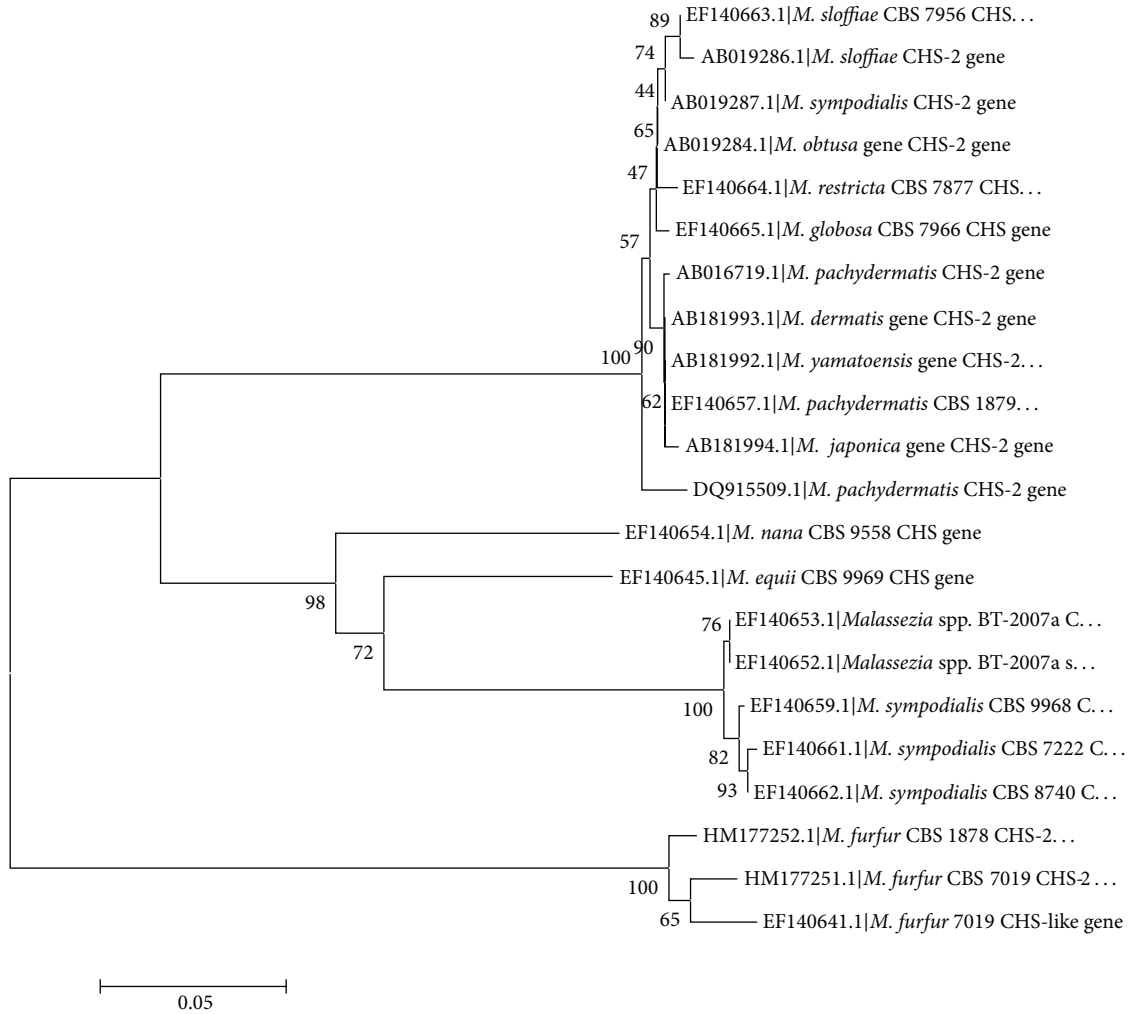 89
EF140663.1|M. sloffiae CBS 7956 CHS...
74
AB019286.1|M. sloffiae CHS-2 gene
44
AB019287.1|M. sympodialis CHS-2 gene
65
AB019284.1|M. obtusa gene CHS-2 gene
47
EF140664.1|M. restricta CBS 7877 CHS...
EF140665.1|M. globosa CBS 7966 CHS gene
57
AB016719.1|M. pachydermatis CHS-2 gene
AB181993.1|M. dermatis gene CHS-2 gene
100
90
AB181992.1|M. yamatoensis gene CHS-2...
62
EF140657.1|M. pachydermatis CBS 1879...
AB181994.1|M. japonica gene CHS-2 gene
DQ915509.1|M. pachydermatis CHS-2 gene
EF140654.1|M. nana CBS 9558 CHS gene
EF140645.1|M. equii CBS 9969 CHS gene
98
76
EF140653.1|Malassezia spp. BT-2007a C...
72
EF140652.1|Malassezia spp. BT-2007a s...
100
EF140659.1|M. sympodialis CBS 9968 C...
82
EF140661.1|M. sympodialis CBS 7222 C...
93
EF140662.1|M. sympodialis CBS 8740 C...
HM177252.1|M. furfur CBS 1878 CHS-2...
100
HM177251.1|M. furfur CBS 7019 CHS-2 ...
65
EF140641.1|M. furfur 7019 CHS-like gene
0.05